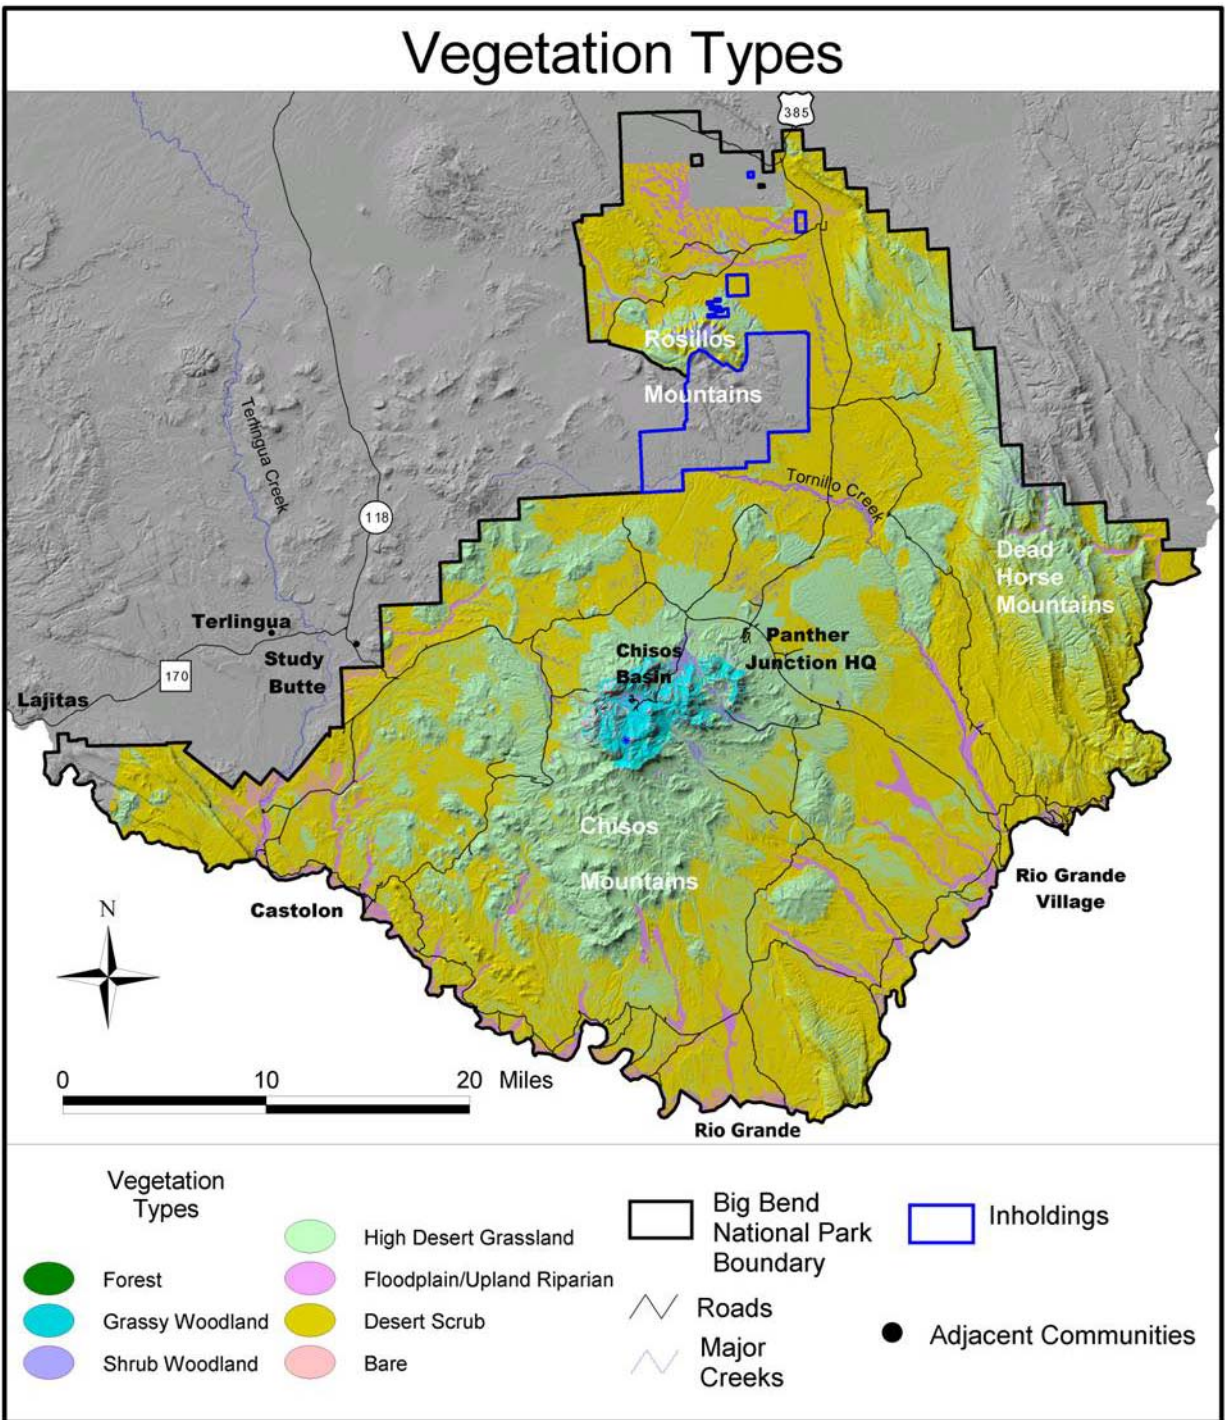 Vegetation Types
385
Rosillos
Mountains
Terlingua Creek
Tornillo Creek
118
Dead
Horse
Mountains
Terlingua
Study
Butte
170
Lajitas
Chisos
Basin
Panther
Junction HQ
Chisos
Mountains
Castolon
Rio Grande
Village
N
0 10 20 Miles
Rio Grande
Vegetation
Types
Forest
Grassy Woodland
Shrub Woodland
High Desert Grassland
Floodplain/Upland Riparian
Desert Scrub
Bare
Big Bend
National Park
Boundary
Roads
Major
Creeks
Inholdings
Adjacent Communities